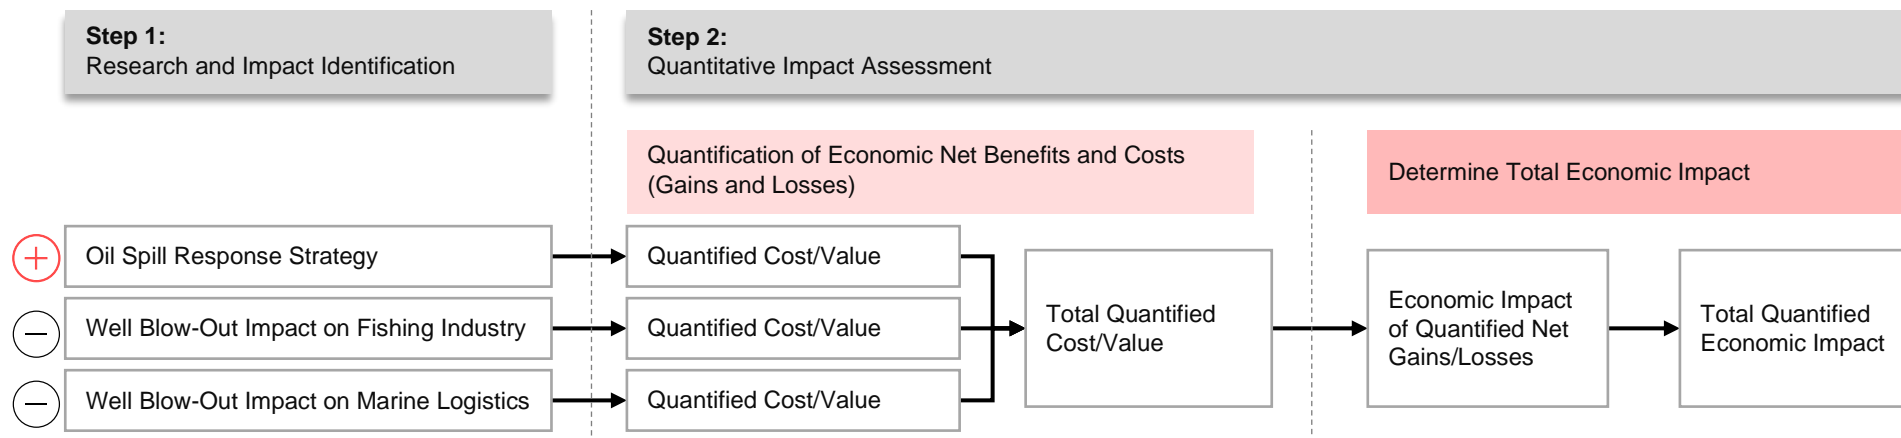 Step 1:
Research and Impact Identification
Step 2:
Quantitative Impact Assessment
Quantification of Economic Net Benefits and Costs
(Gains and Losses)
Determine Total Economic Impact
Oil Spill Response Strategy
Quantified Cost/Value
Well Blow-Out Impact on Fishing Industry
Quantified Cost/Value
Well Blow-Out Impact on Marine Logistics
Quantified Cost/Value
Total Quantified
Cost/Value
Economic Impact
of Quantified Net
Gains/Losses
Total Quantified
Economic Impact